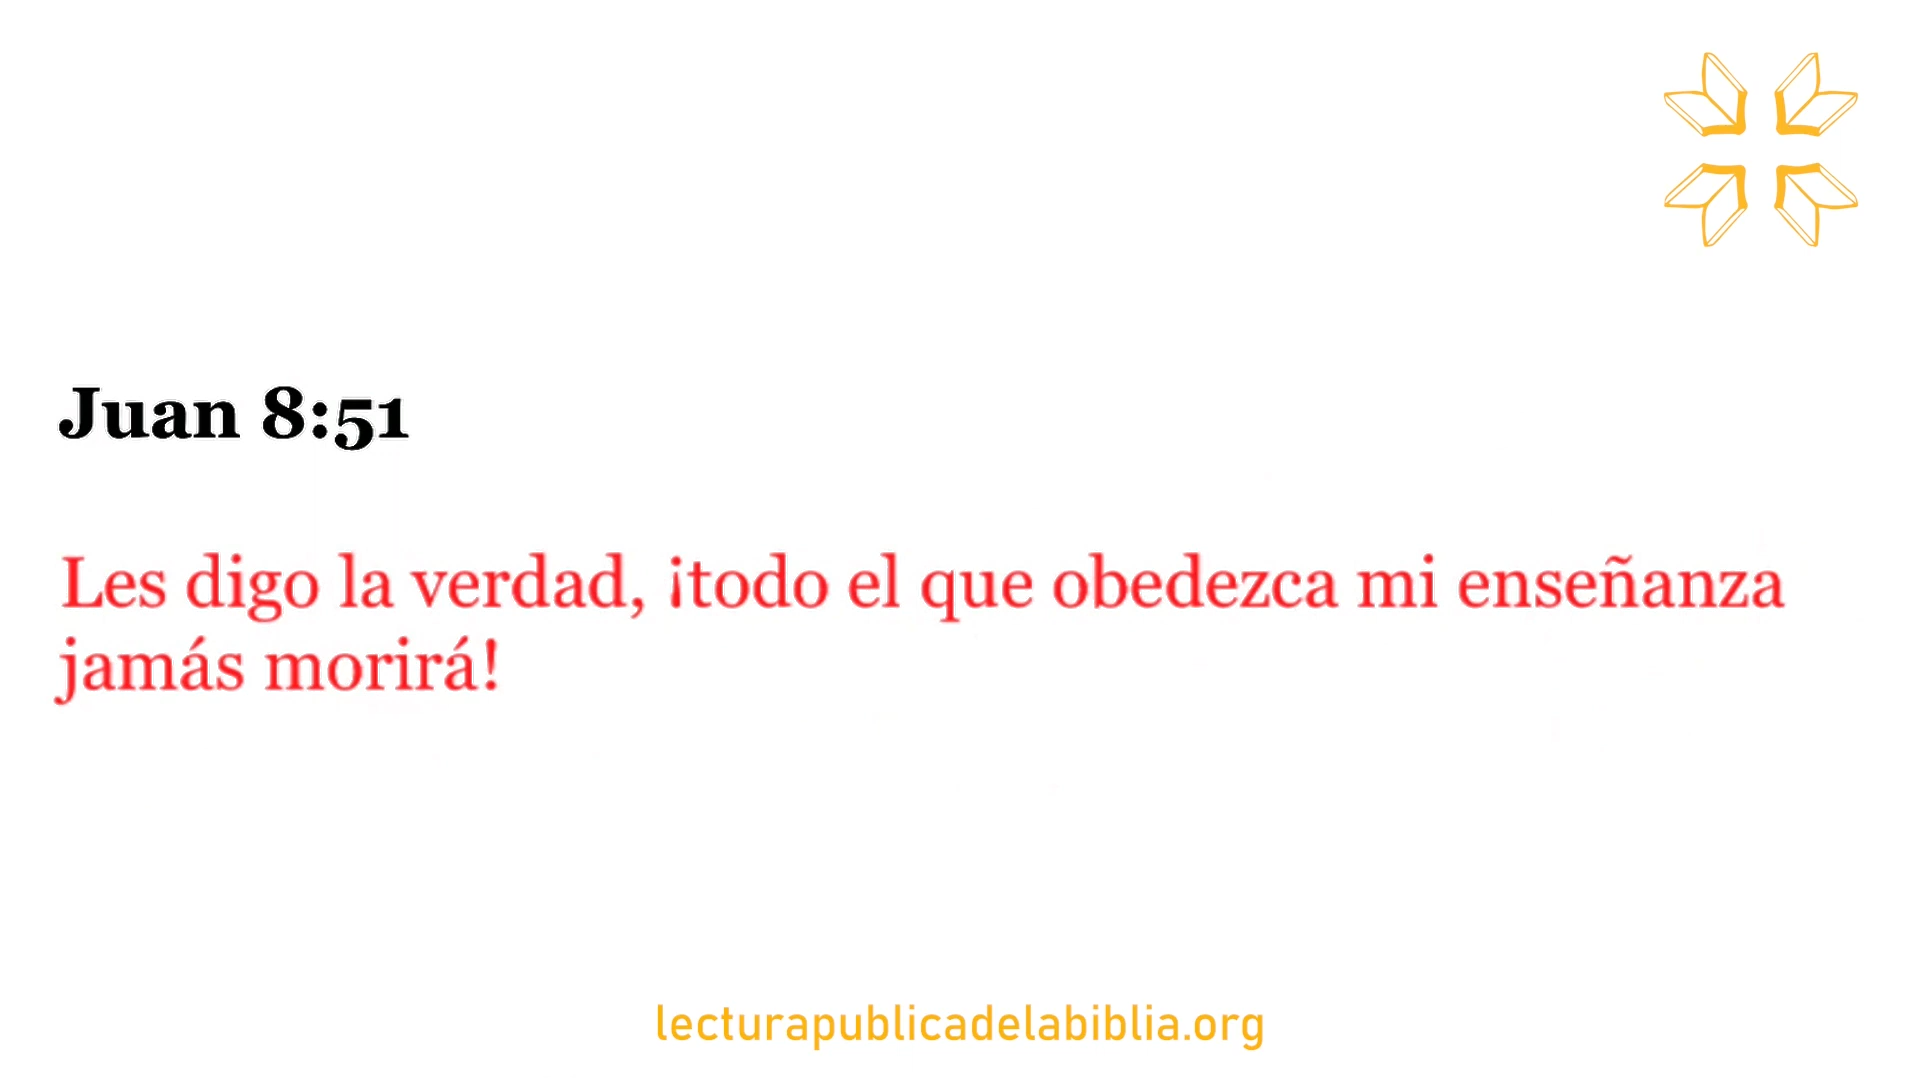 Juan 8:51
Les digo la verdad, ¡todo el que obedezca mi enseñanza
jamás morirá!
lecturapublicadelabiblia.org